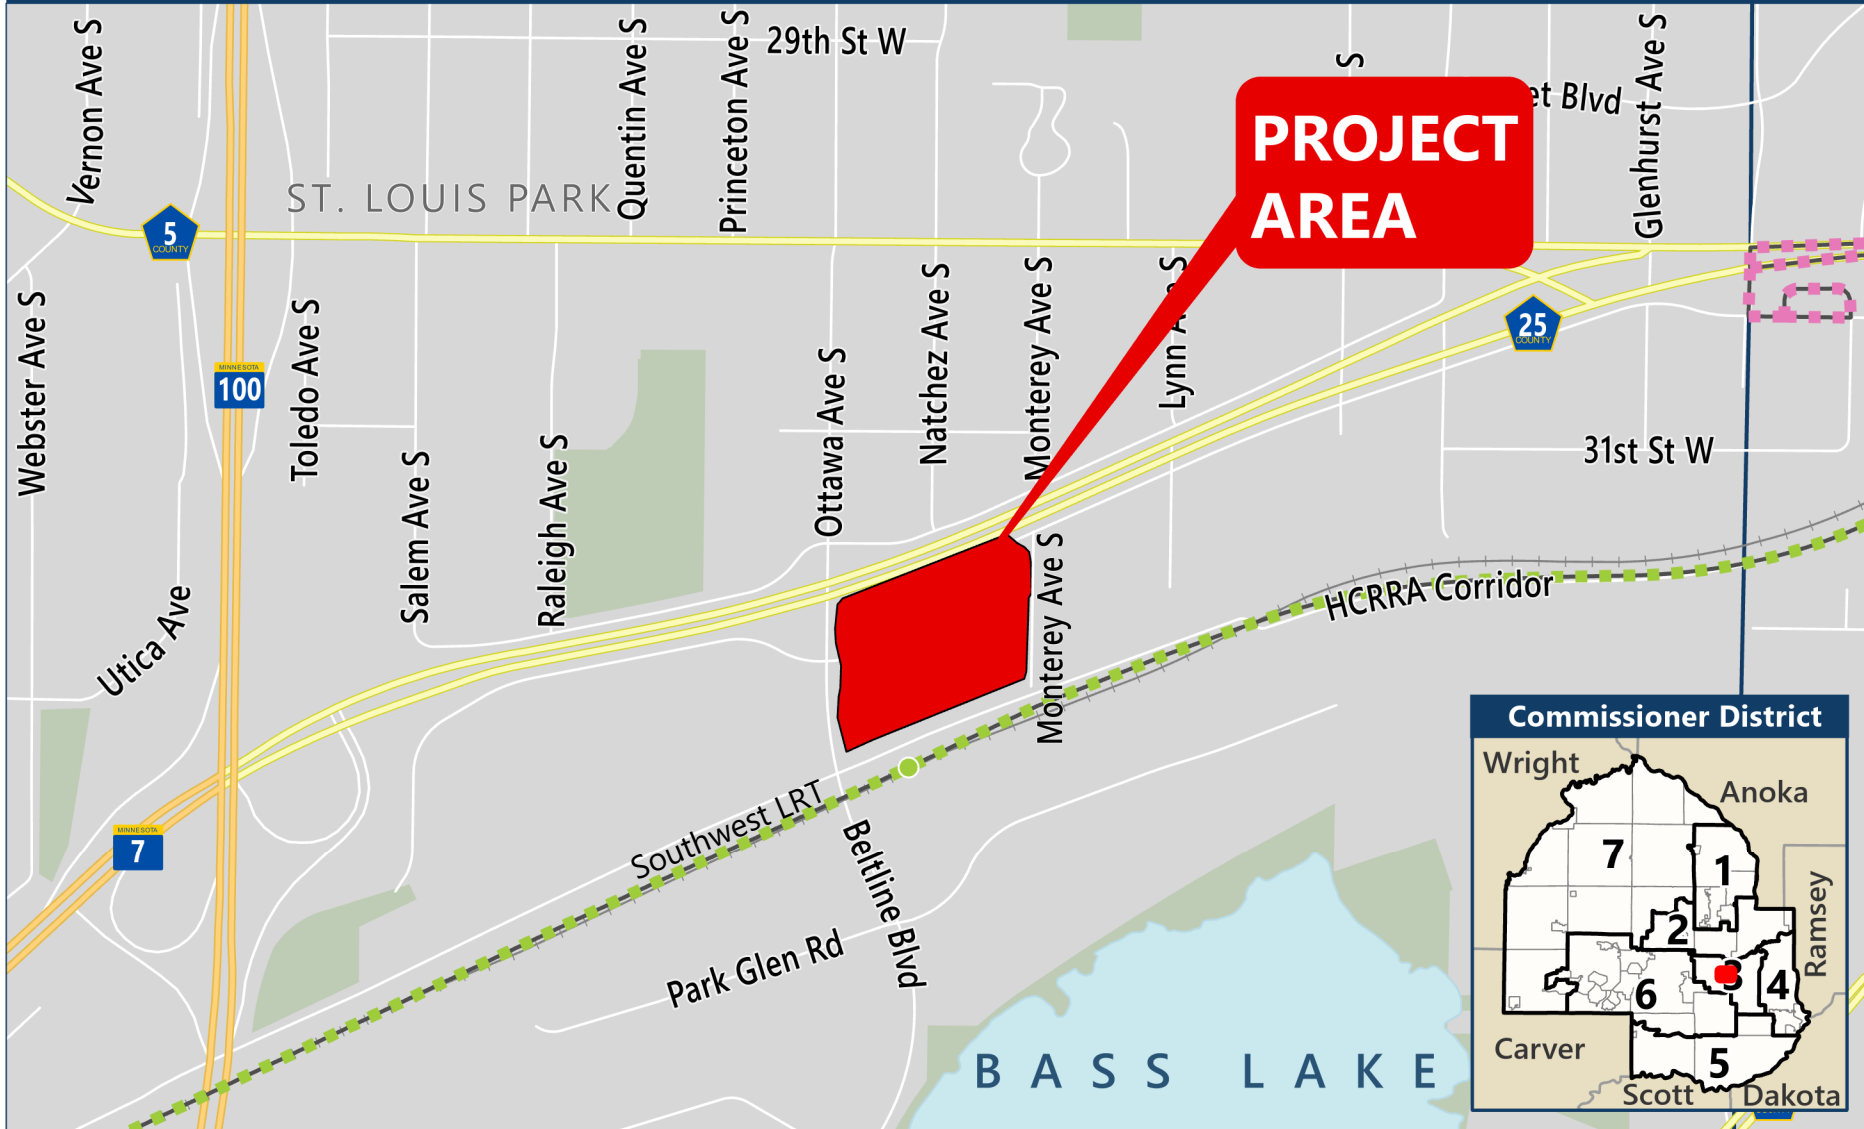 Vernon Ave S
29th St W
Quentin Ave S
Princeton Ave S
S
et Blvd
Glenhurst Ave S
PROJECT
AREA
ST. LOUIS PARK
5
COUNTY
Webster Ave S
MINNESOTA
100
Toledo Ave S
Salem Ave S
Raleigh Ave S
Ottawa Ave S
Natchez Ave S
Monterey Ave S
Lynn Ave S
25
COUNTY
31st St W
Utica Ave
Monterey Ave S
HCRRA Corridor
MINNESOTA
7
Southwest LRT
Beltline Blvd
Park Glen Rd
BASS LAKE
Commissioner District
Wright
Anoka
7
1
2
Ramsey
3
4
6
Carver
5
Scott
Dakota